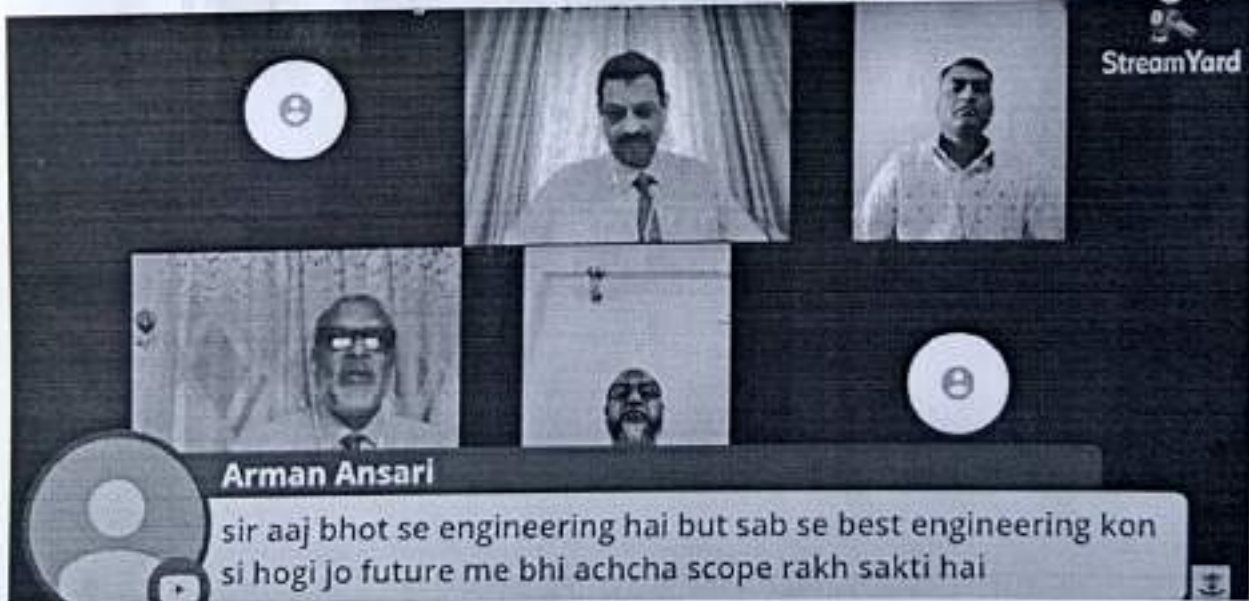 StreamYard
Arman Ansari
sir aaj bhot se engineering hai but sab se best engineering kon
si hogi jo future me bhi achcha scope rakh sakti hai